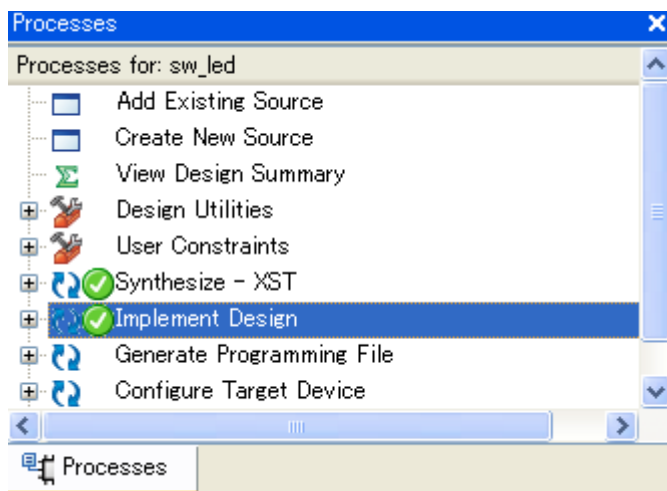 Processes
Processes for: sw_led
Add Existing Source
Create New Source
View Design Summary
Design Utilities
User Constraints
Synthesize - XST
Implement Design
Generate Programming File
Configure Target Device
Processes